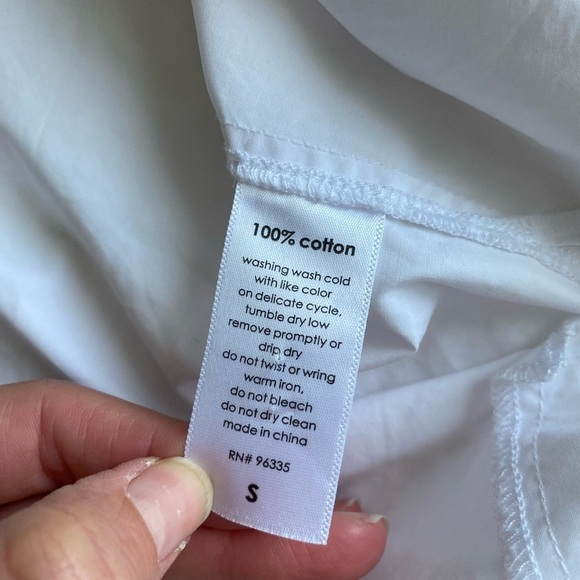 100% cotton
washing wash cold
with like color
on delicate cycle,
tumble dry low
remove promptly or
drip dry
do not twist or wring
warm iron,
do not bleach
do not dry clean
made in china
RN# 96335
S